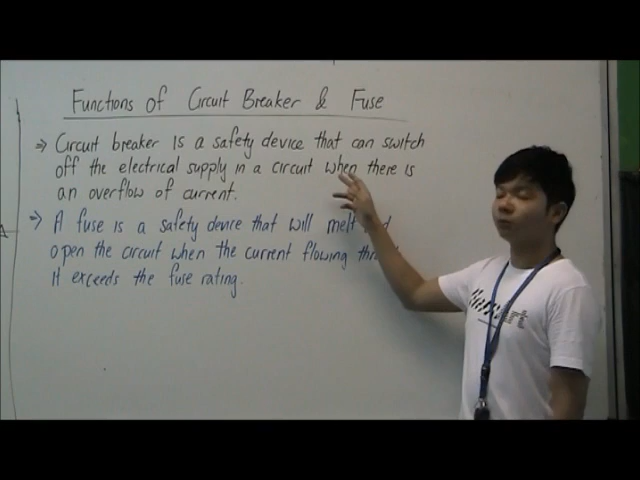 Functions of Circuit Breaker & Fuse
⇒ Circuit breaker is a safety device that can switch
off the electrical supply in a circuit when there is
an overflow of current.
⇒ A fuse is a safety device that will melt
open the circuit when the current flowing
it exceeds the fuse rating.